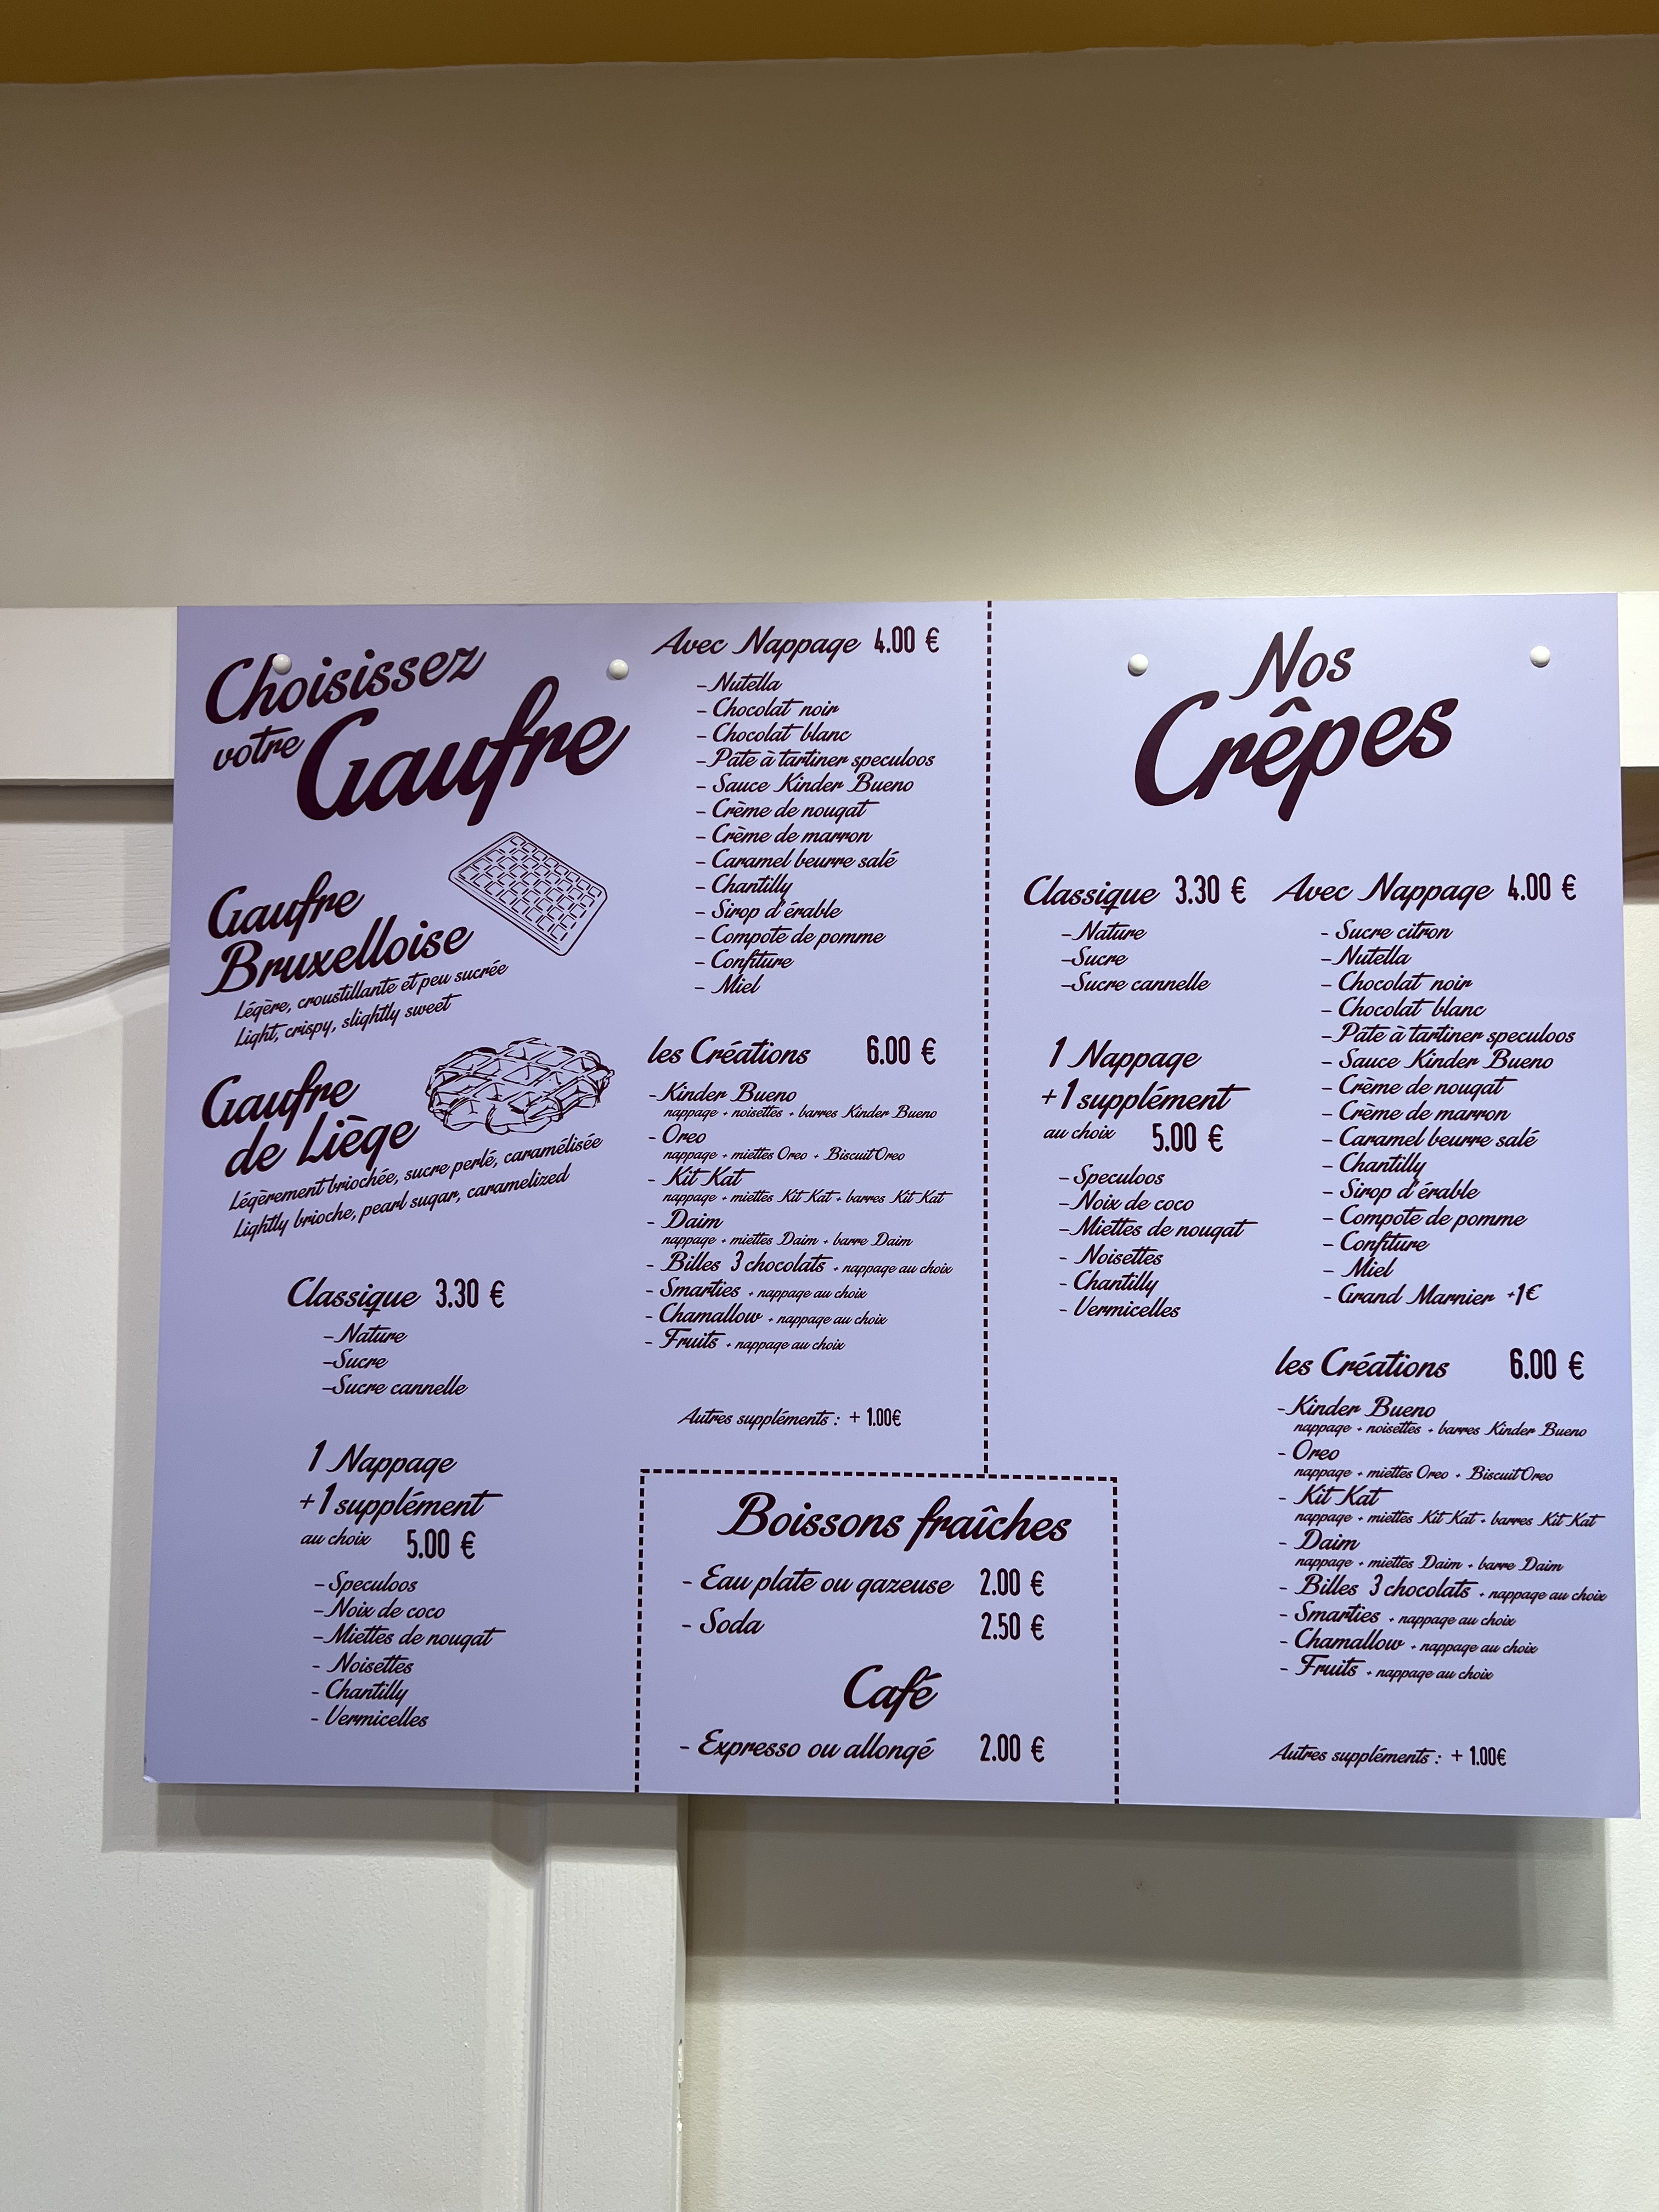 Choisissez
votre Gaufre
Gaufre
Bruxelloise
Légère, croustillante et peu sucrée
Light, crispy, slightly sweet
Gaufre
de Liège
Légèrement briochée, sucre perlé, caramélisée
Lightly brioche, pearl sugar, caramelized
Classique 3.30 €
- Nature
- Sucre
- Sucre cannelle
1 Nappage
+ 1 supplément
au choix 5.00 €
- Speculoos
- Noix de coco
- Miettes de nougat
- Noisettes
- Chantilly
- Vermicelles
Avec Nappage 4.00 €
- Nutella
- Chocolat noir
- Chocolat blanc
- Pâte à tartiner speculoos
- Sauce Kinder Bueno
- Crème de nougat
- Crème de marron
- Caramel beurre salé
- Chantilly
- Sirop d'érable
- Compote de pomme
- Confiture
- Miel
les Créations 6.00 €
- Kinder Bueno
nappage + noisettes + barres Kinder Bueno
- Oreo
nappage + miettes Oreo + Biscuit Oreo
- Kit Kat
nappage + miettes Kit Kat + barres Kit Kat
- Daim
nappage + miettes Daim + barre Daim
- Billes 3 chocolats + nappage au choix
- Smarties + nappage au choix
- Chamallow + nappage au choix
- Fruits + nappage au choix
Autres suppléments : + 1.00€
Boissons fraîches
- Eau plate ou gazeuse 2.00 €
- Soda 2.50 €
Café
- Expresso ou allongé 2.00 €
Nos
Crêpes
Classique 3.30 €
- Nature
- Sucre
- Sucre cannelle
1 Nappage
+ 1 supplément
au choix 5.00 €
- Speculoos
- Noix de coco
- Miettes de nougat
- Noisettes
- Chantilly
- Vermicelles
Avec Nappage 4.00 €
- Sucre citron
- Nutella
- Chocolat noir
- Chocolat blanc
- Pâte à tartiner speculoos
- Sauce Kinder Bueno
- Crème de nougat
- Crème de marron
- Caramel beurre salé
- Chantilly
- Sirop d'érable
- Compote de pomme
- Confiture
- Miel
- Grand Marnier +1€
les Créations 6.00 €
- Kinder Bueno
nappage + noisettes + barres Kinder Bueno
- Oreo
nappage + miettes Oreo + Biscuit Oreo
- Kit Kat
nappage + miettes Kit Kat + barres Kit Kat
- Daim
nappage + miettes Daim + barre Daim
- Billes 3 chocolats + nappage au choix
- Smarties + nappage au choix
- Chamallow + nappage au choix
- Fruits + nappage au choix
Autres suppléments : + 1.00€